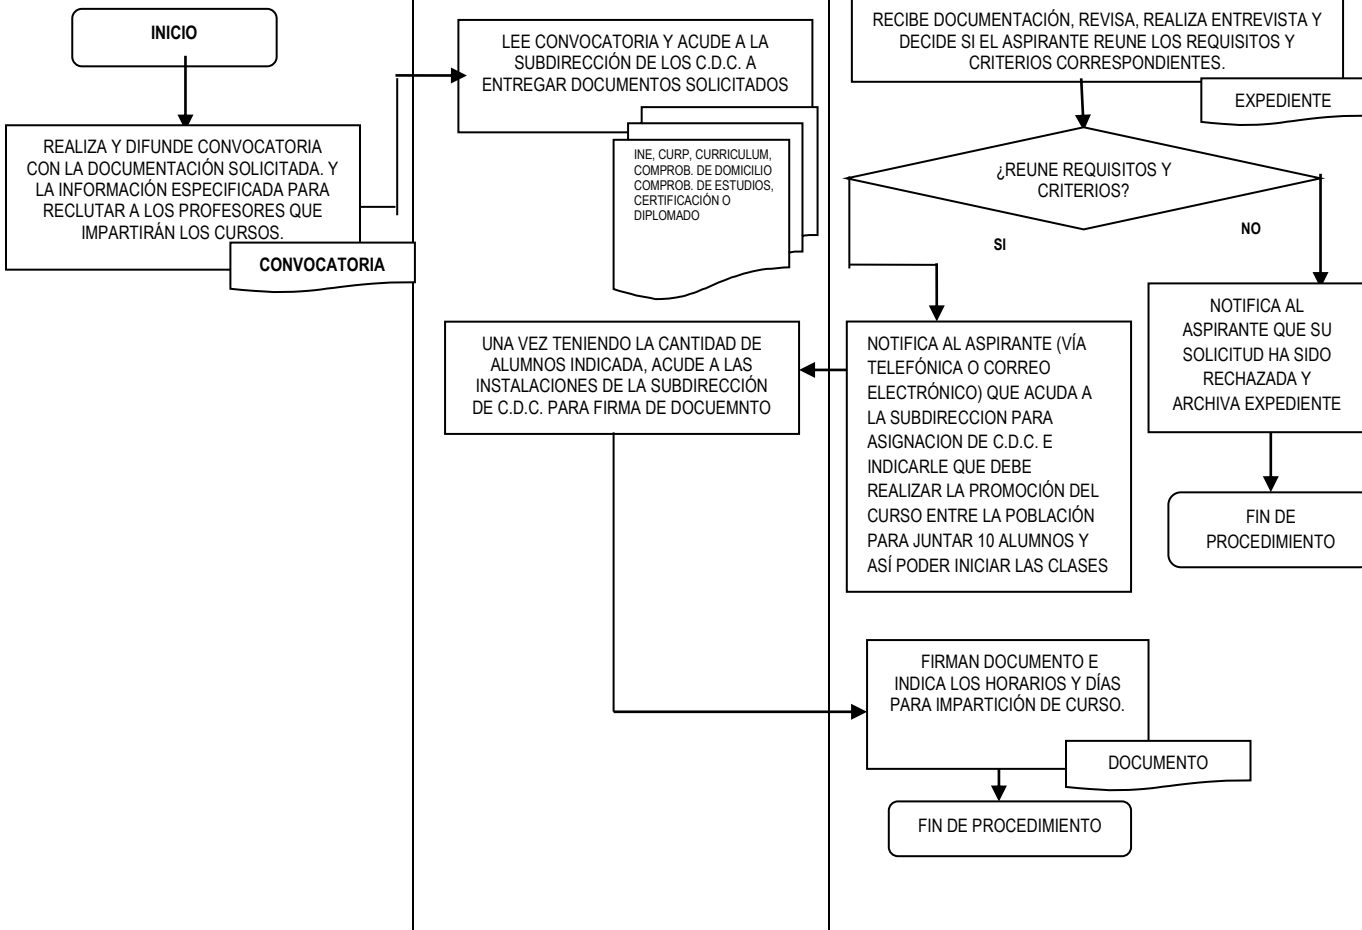 INICIO
REALIZA Y DIFUNDE CONVOCATORIA
CON LA DOCUMENTACIÓN SOLICITADA. Y
LA INFORMACIÓN ESPECIFICADA PARA
RECLUTAR A LOS PROFESORES QUE
IMPARTIRÁN LOS CURSOS.
CONVOCATORIA
LEE CONVOCATORIA Y ACUDE A LA
SUBDIRECCIÓN DE LOS C.D.C. A
ENTREGAR DOCUMENTOS SOLICITADOS
INE, CURP, CURRICULUM,
COMPROB. DE DOMICILIO
COMPROB. DE ESTUDIOS,
CERTIFICACIÓN O
DIPLOMADO
RECIBE DOCUMENTACIÓN, REVISA, REALIZA ENTREVISTA Y
DECIDE SI EL ASPIRANTE REUNE LOS REQUISITOS Y
CRITERIOS CORRESPONDIENTES.
EXPEDIENTE
¿REUNE REQUISITOS Y
CRITERIOS?
SI
NO
NOTIFICA AL
ASPIRANTE QUE SU
SOLICITUD HA SIDO
RECHAZADA Y
ARCHIVA EXPEDIENTE
FIN DE
PROCEDIMIENTO
NOTIFICA AL ASPIRANTE (VÍA
TELEFÓNICA O CORREO
ELECTRÓNICO) QUE ACUDA A
LA SUBDIRECCION PARA
ASIGNACION DE C.D.C. E
INDICARLE QUE DEBE
REALIZAR LA PROMOCIÓN DEL
CURSO ENTRE LA POBLACIÓN
PARA JUNTAR 10 ALUMNOS Y
ASÍ PODER INICIAR LAS CLASES
UNA VEZ TENIENDO LA CANTIDAD DE
ALUMNOS INDICADA, ACUDE A LAS
INSTALACIONES DE LA SUBDIRECCIÓN
DE C.D.C. PARA FIRMA DE DOCUEMNTO
FIRMAN DOCUMENTO E
INDICA LOS HORARIOS Y DÍAS
PARA IMPARTICIÓN DE CURSO.
DOCUMENTO
FIN DE PROCEDIMIENTO